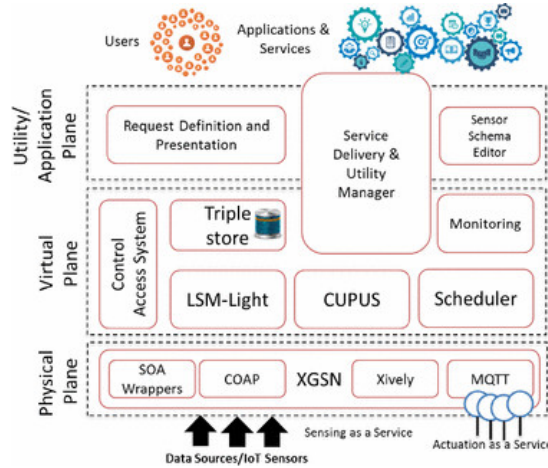 Users
Applications &
Services
Utility/
Application
Plane
Request Definition and
Presentation
Service
Delivery &
Utility
Manager
Sensor
Schema
Editor
Virtual
Plane
Control
Access System
Triple
store
Monitoring
LSM-Light
CUPUS
Scheduler
Physical
Plane
SOA
Wrappers
COAP
XGSN
Xively
MQTT
Sensing as a Service
Actuation as a Service
Data Sources/IoT Sensors